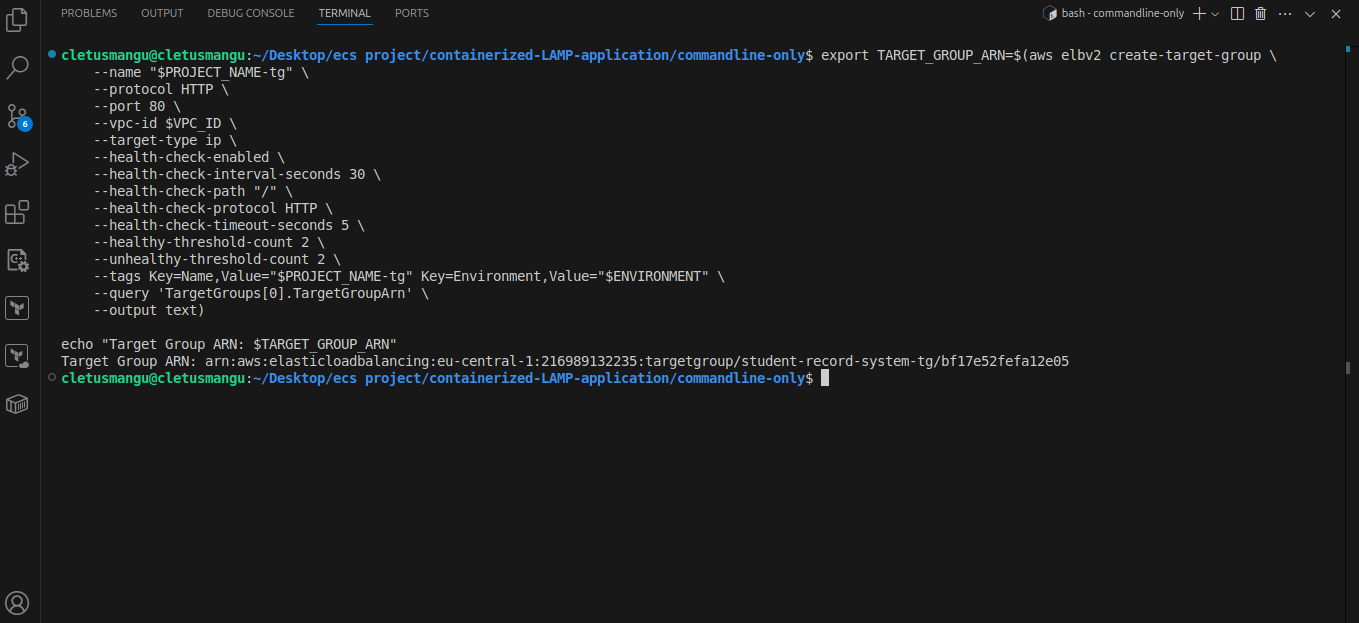 PROBLEMS OUTPUT DEBUG CONSOLE TERMINAL PORTS bash - commandline-only
cletusmangu@cletusmangu:~/Desktop/ecs project/containerized-LAMP-application/commandline-only$ export TARGET_GROUP_ARN=$(aws elbv2 create-target-group \
    --name "$PROJECT_NAME-tg" \
    --protocol HTTP \
    --port 80 \
    --vpc-id $VPC_ID \
    --target-type ip \
    --health-check-enabled \
    --health-check-interval-seconds 30 \
    --health-check-path "/" \
    --health-check-protocol HTTP \
    --health-check-timeout-seconds 5 \
    --healthy-threshold-count 2 \
    --unhealthy-threshold-count 2 \
    --tags Key=Name,Value="$PROJECT_NAME-tg" Key=Environment,Value="$ENVIRONMENT" \
    --query 'TargetGroups[0].TargetGroupArn' \
    --output text)
echo "Target Group ARN: $TARGET_GROUP_ARN"
Target Group ARN: arn:aws:elasticloadbalancing:eu-central-1:216989132235:targetgroup/student-record-system-tg/bf17e52fefa12e05
cletusmangu@cletusmangu:~/Desktop/ecs project/containerized-LAMP-application/commandline-only$
6